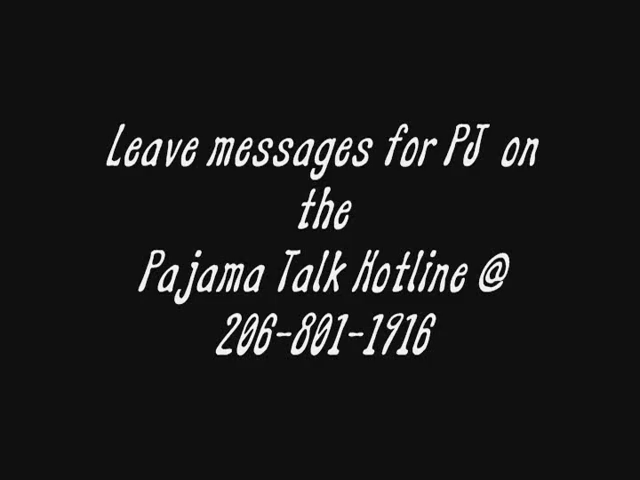 Leave messages for PJ on
the
Pajama Talk Hotline @
206-801-1916